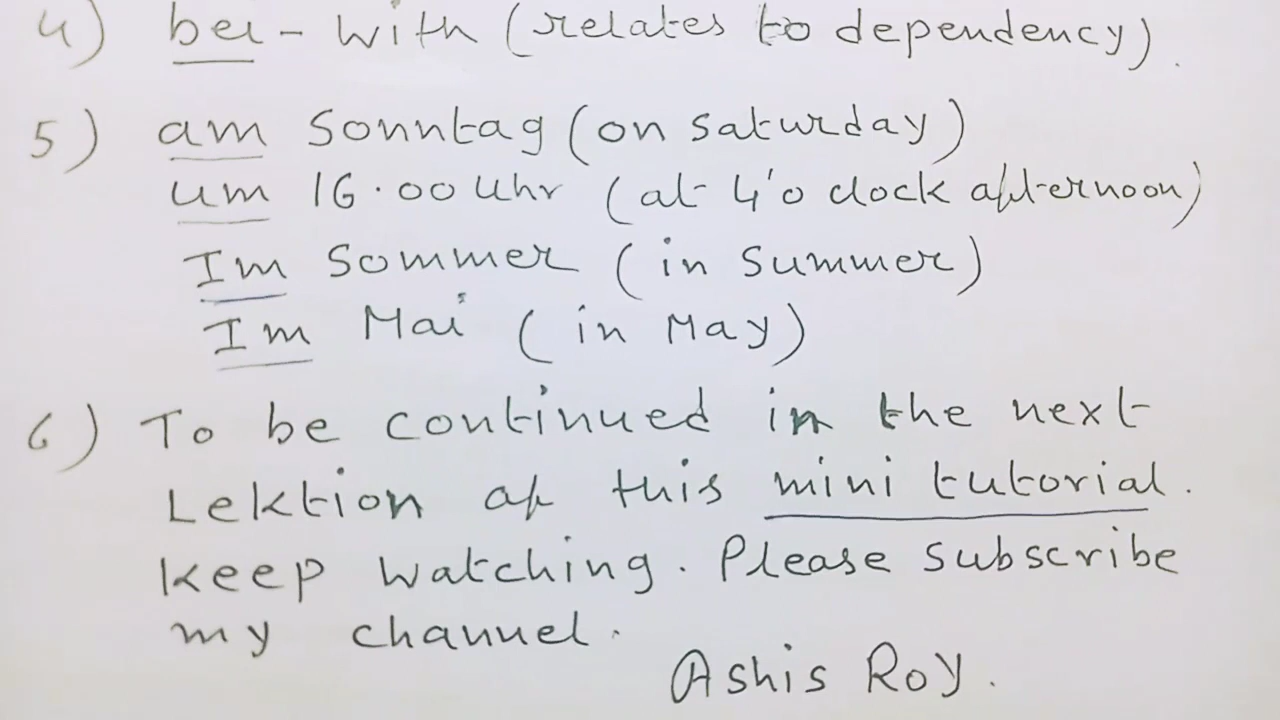 4) bei - with (relates to dependency).
5) am Sonntag (on saturday)
um 16.00 Uhr (at 4'o clock afternoon)
Im Sommer (in summer)
Im Mai (in May)
6) To be continued in the next
Lektion of this mini tutorial.
keep watching. Please subscribe
my channel.
Ashis Roy.